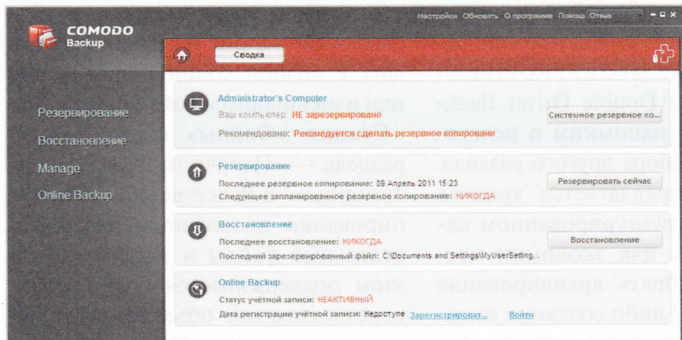 Настройки Обновить О программе Помощь Отзыв
COMODO
Backup
Сводка
Резервирование
Восстановление
Manage
Online Backup
Administrator's Computer
Ваш компьютер: НЕ зарезервировано
Рекомендовано: Рекомедуется сделать резервное копировани
Системное резервное ко...
Резервирование
Последнее резервное копирование: 09 Апрель 2011 15:23
Следующее запланированное резервное копирование: НИКОГДА
Резервировать сейчас
Восстановление
Последнее восстановление: НИКОГДА
Последний зарезервированный файл: C:\Documents and Settings\MyUserSetting...
Восстановление
Online Backup
Статус учётной записи: НЕАКТИВНЫЙ
Дата регистрации учётной записи: Недоступе Зарегистрироват... Войти